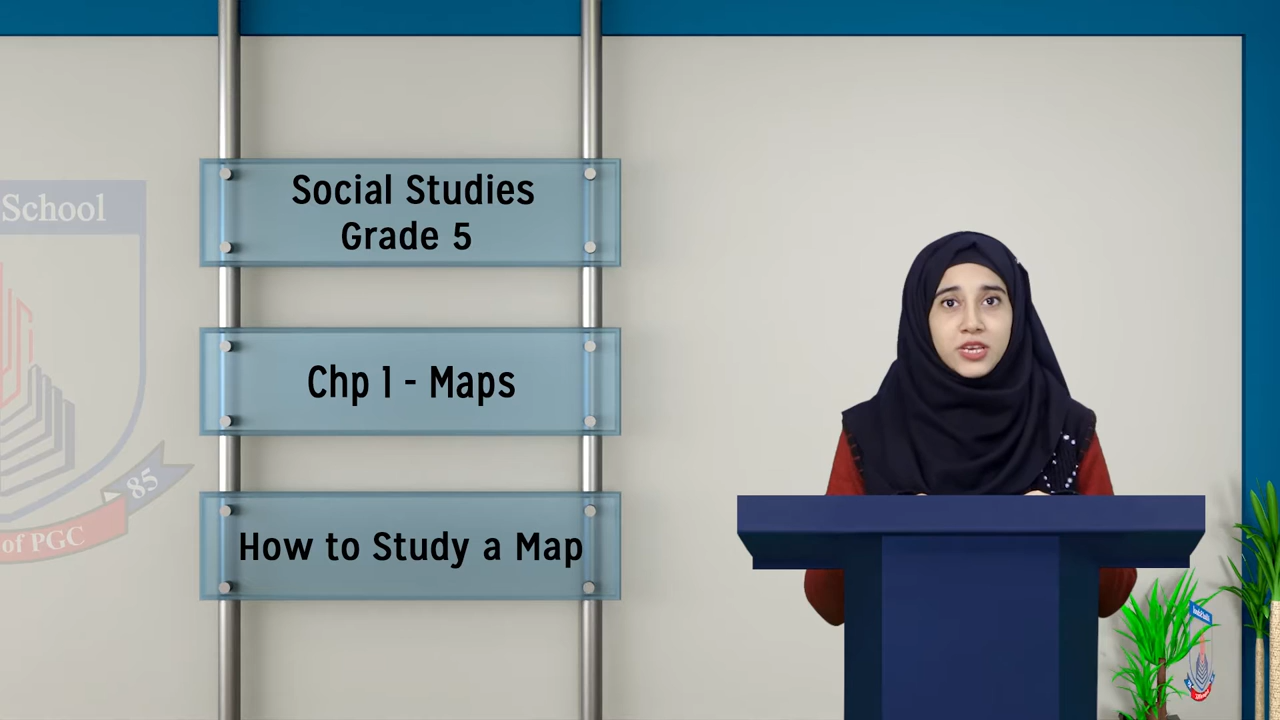 Social Studies
Grade 5
Chp 1 - Maps
How to Study a Map
School
85
of PGC